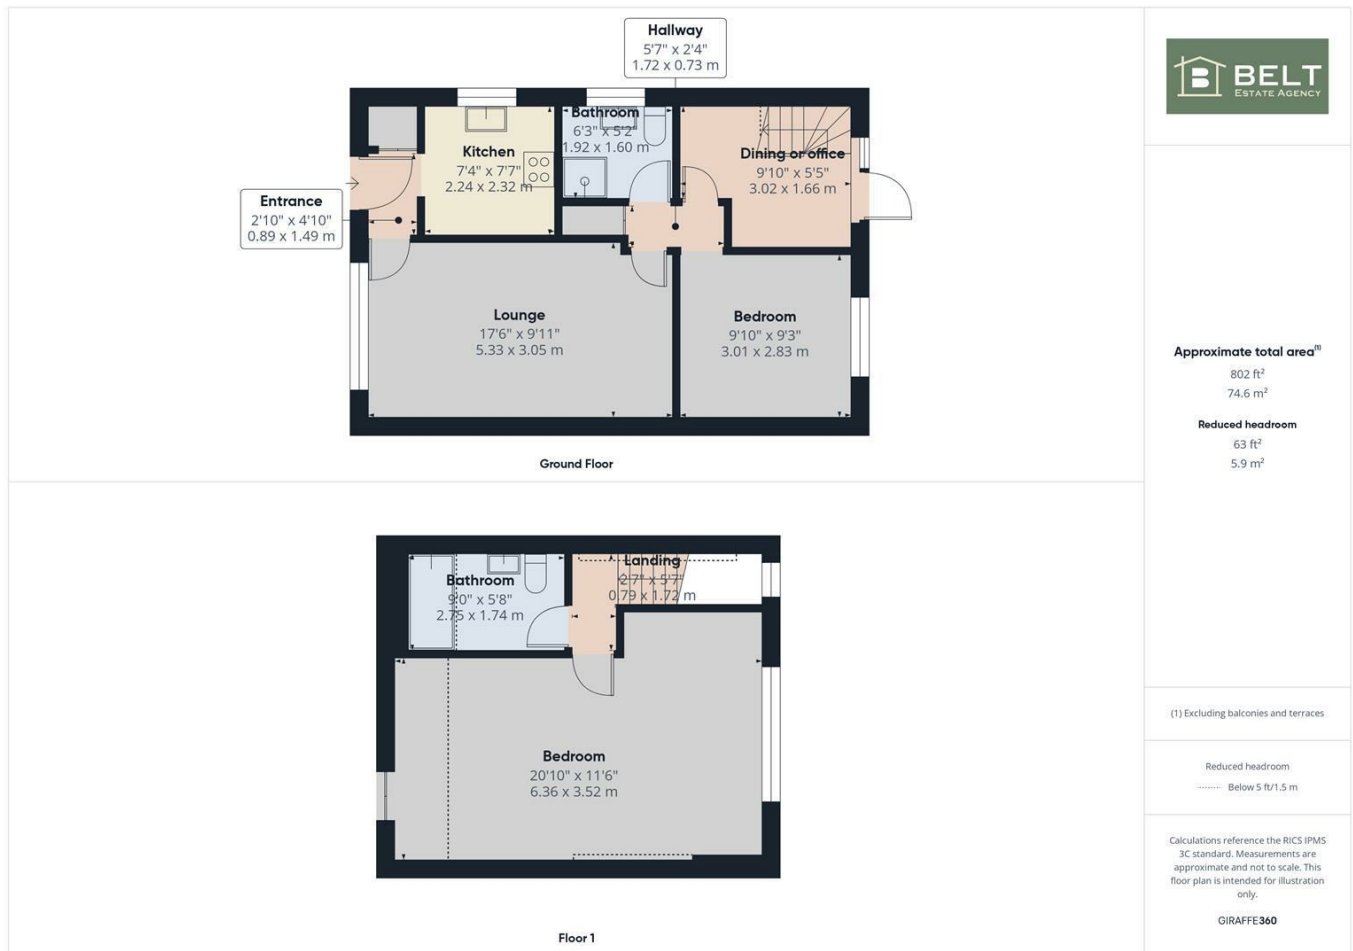 Hallway
5'7" x 2'4"
1.72 x 0.73 m
Bathroom
6'3" x 5'2"
1.92 x 1.60 m
Kitchen
7'4" x 7'7"
2.24 x 2.32 m
Dining or office
9'10" x 5'5"
3.02 x 1.66 m
Entrance
2'10" x 4'10"
0.89 x 1.49 m
Lounge
17'6" x 9'11"
5.33 x 3.05 m
Bedroom
9'10" x 9'3"
3.01 x 2.83 m
Ground Floor
Landing
2'7" x 5'7"
0.79 x 1.72 m
Bathroom
9'0" x 5'8"
2.75 x 1.74 m
Bedroom
20'10" x 11'6"
6.36 x 3.52 m
Floor 1
B BELT
ESTATE AGENCY
Approximate total area(1)
802 ft²
74.6 m²
Reduced headroom
63 ft²
5.9 m²
(1) Excluding balconies and terraces
Reduced headroom
Below 5 ft/1.5 m
Calculations reference the RICS IPMS
3C standard. Measurements are
approximate and not to scale. This
floor plan is intended for illustration
only.
GIRAFFE360